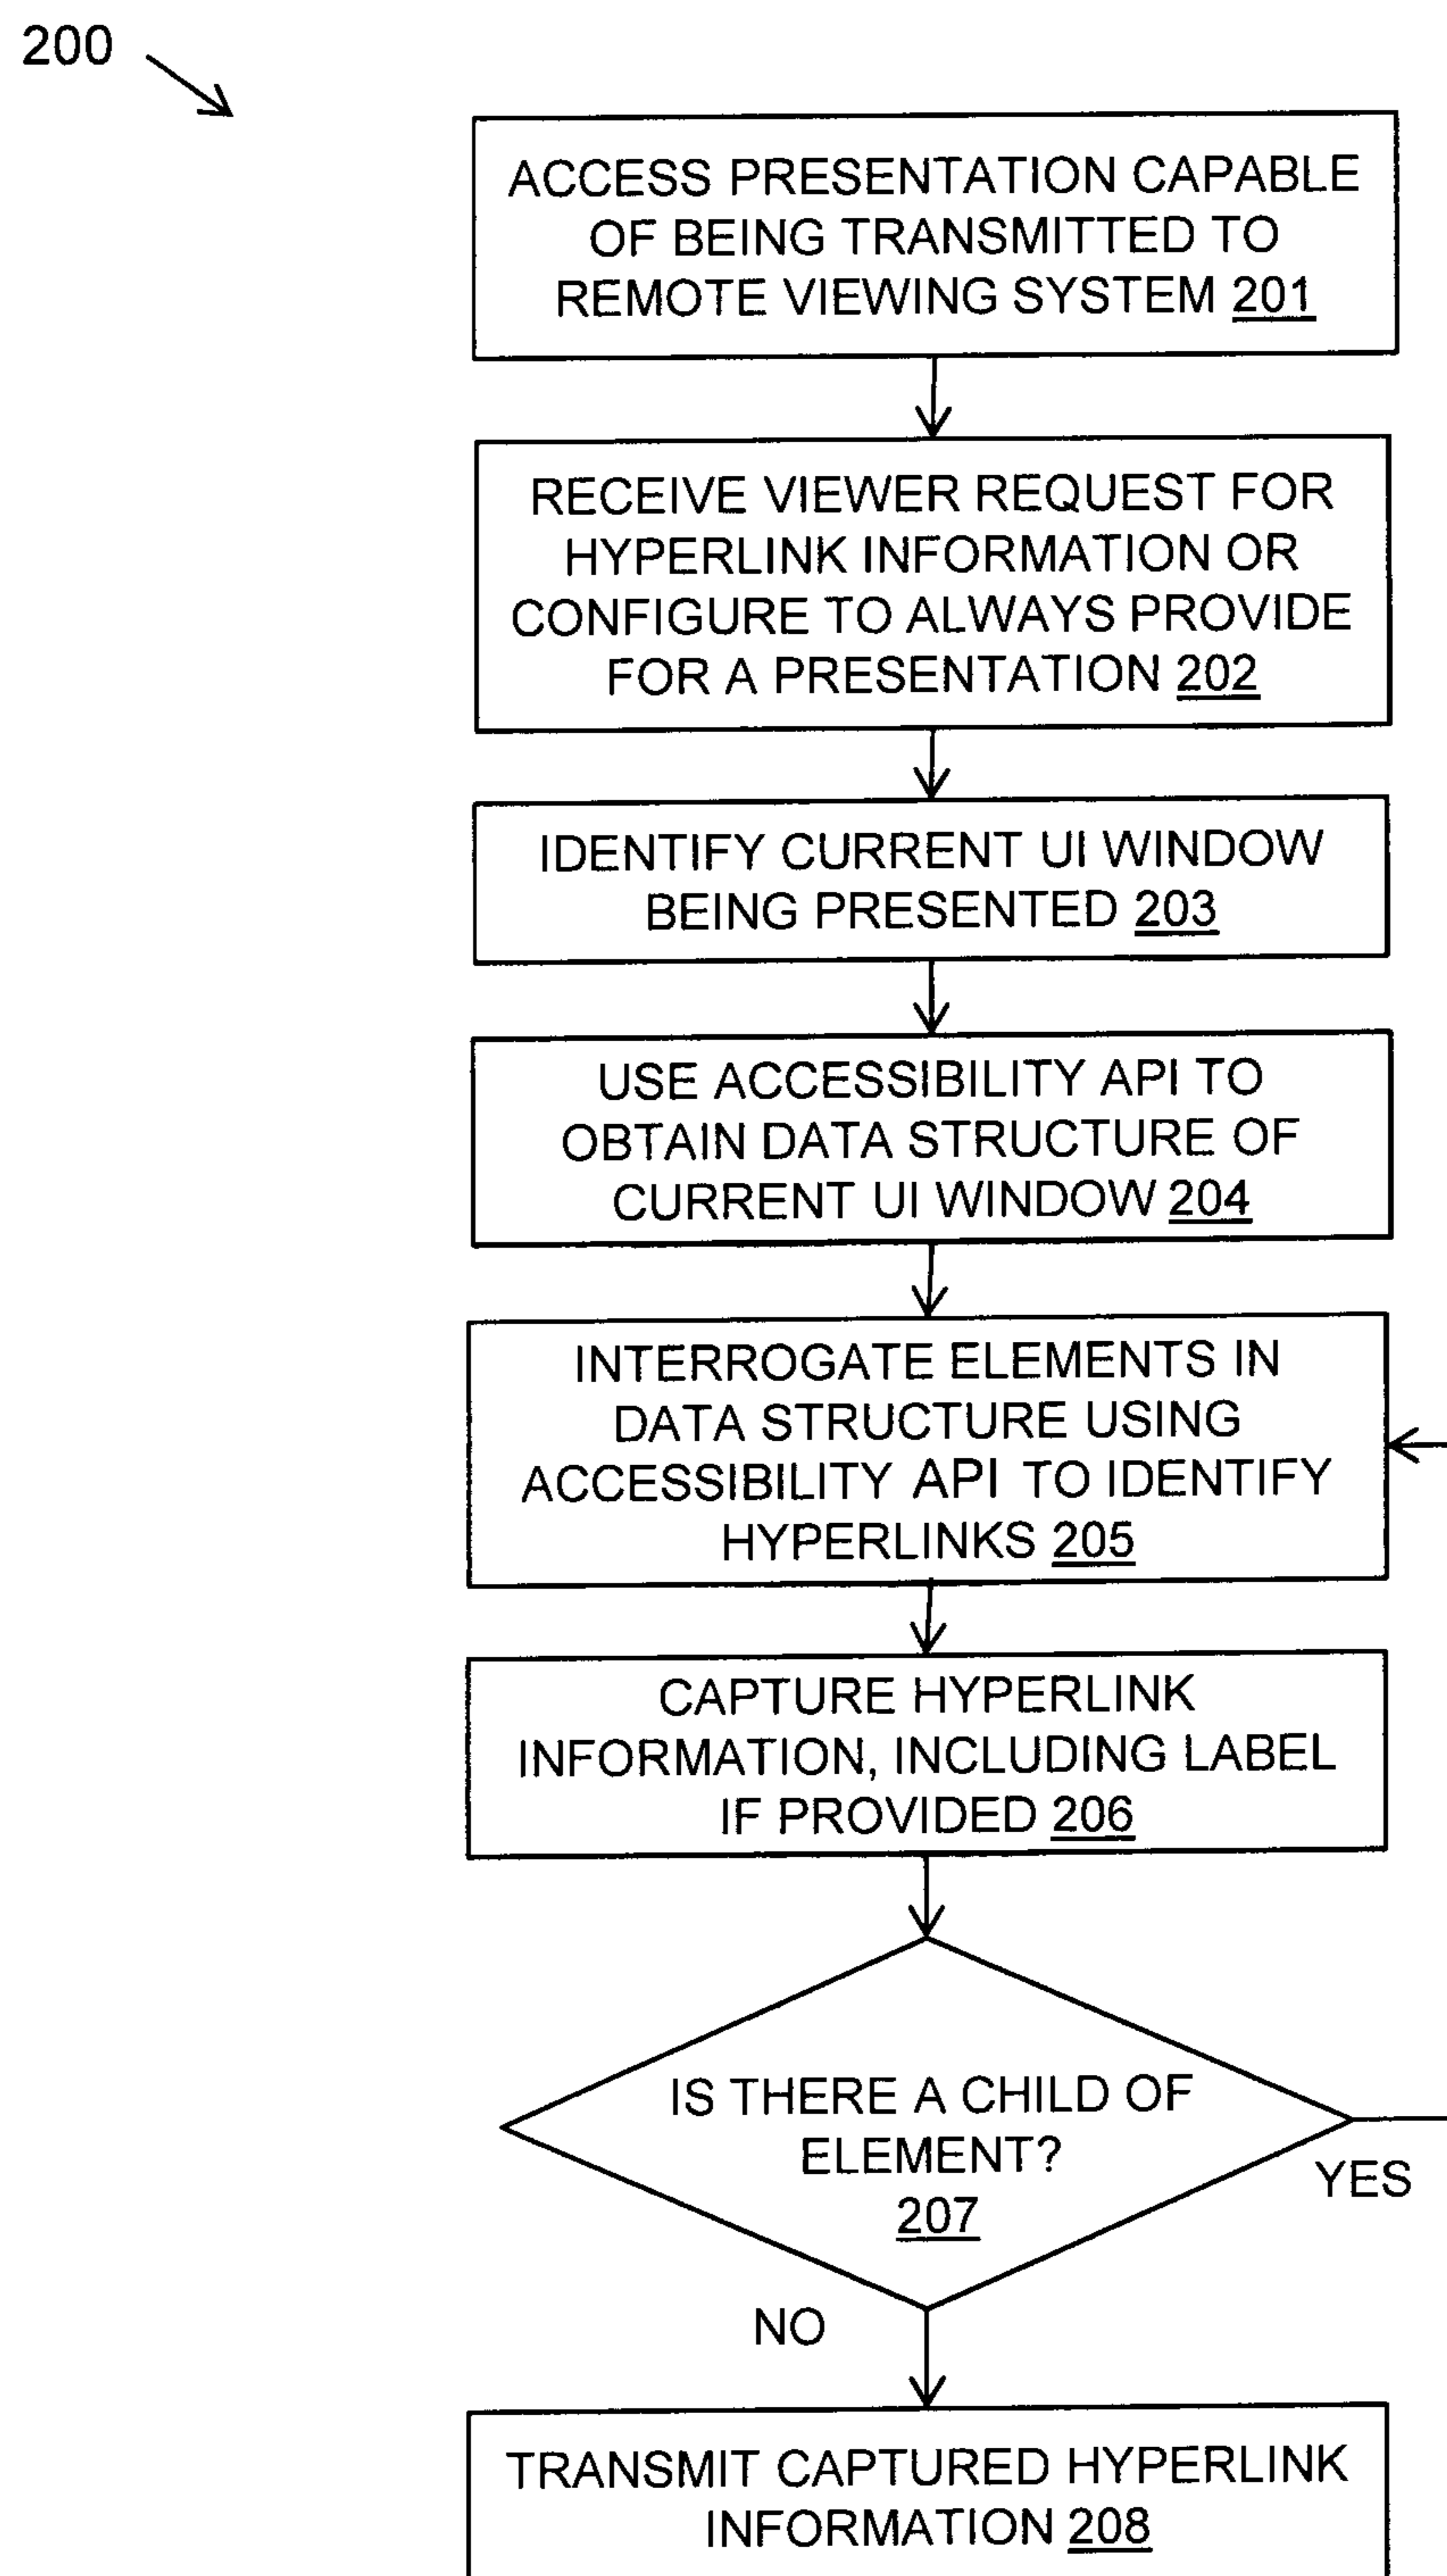 200
ACCESS PRESENTATION CAPABLE
OF BEING TRANSMITTED TO
REMOTE VIEWING SYSTEM 201
RECEIVE VIEWER REQUEST FOR
HYPERLINK INFORMATION OR
CONFIGURE TO ALWAYS PROVIDE
FOR A PRESENTATION 202
IDENTIFY CURRENT UI WINDOW
BEING PRESENTED 203
USE ACCESSIBILITY API TO
OBTAIN DATA STRUCTURE OF
CURRENT UI WINDOW 204
INTERROGATE ELEMENTS IN
DATA STRUCTURE USING
ACCESSIBILITY API TO IDENTIFY
HYPERLINKS 205
CAPTURE HYPERLINK
INFORMATION, INCLUDING LABEL
IF PROVIDED 206
IS THERE A CHILD OF
ELEMENT?
207
YES
NO
TRANSMIT CAPTURED HYPERLINK
INFORMATION 208